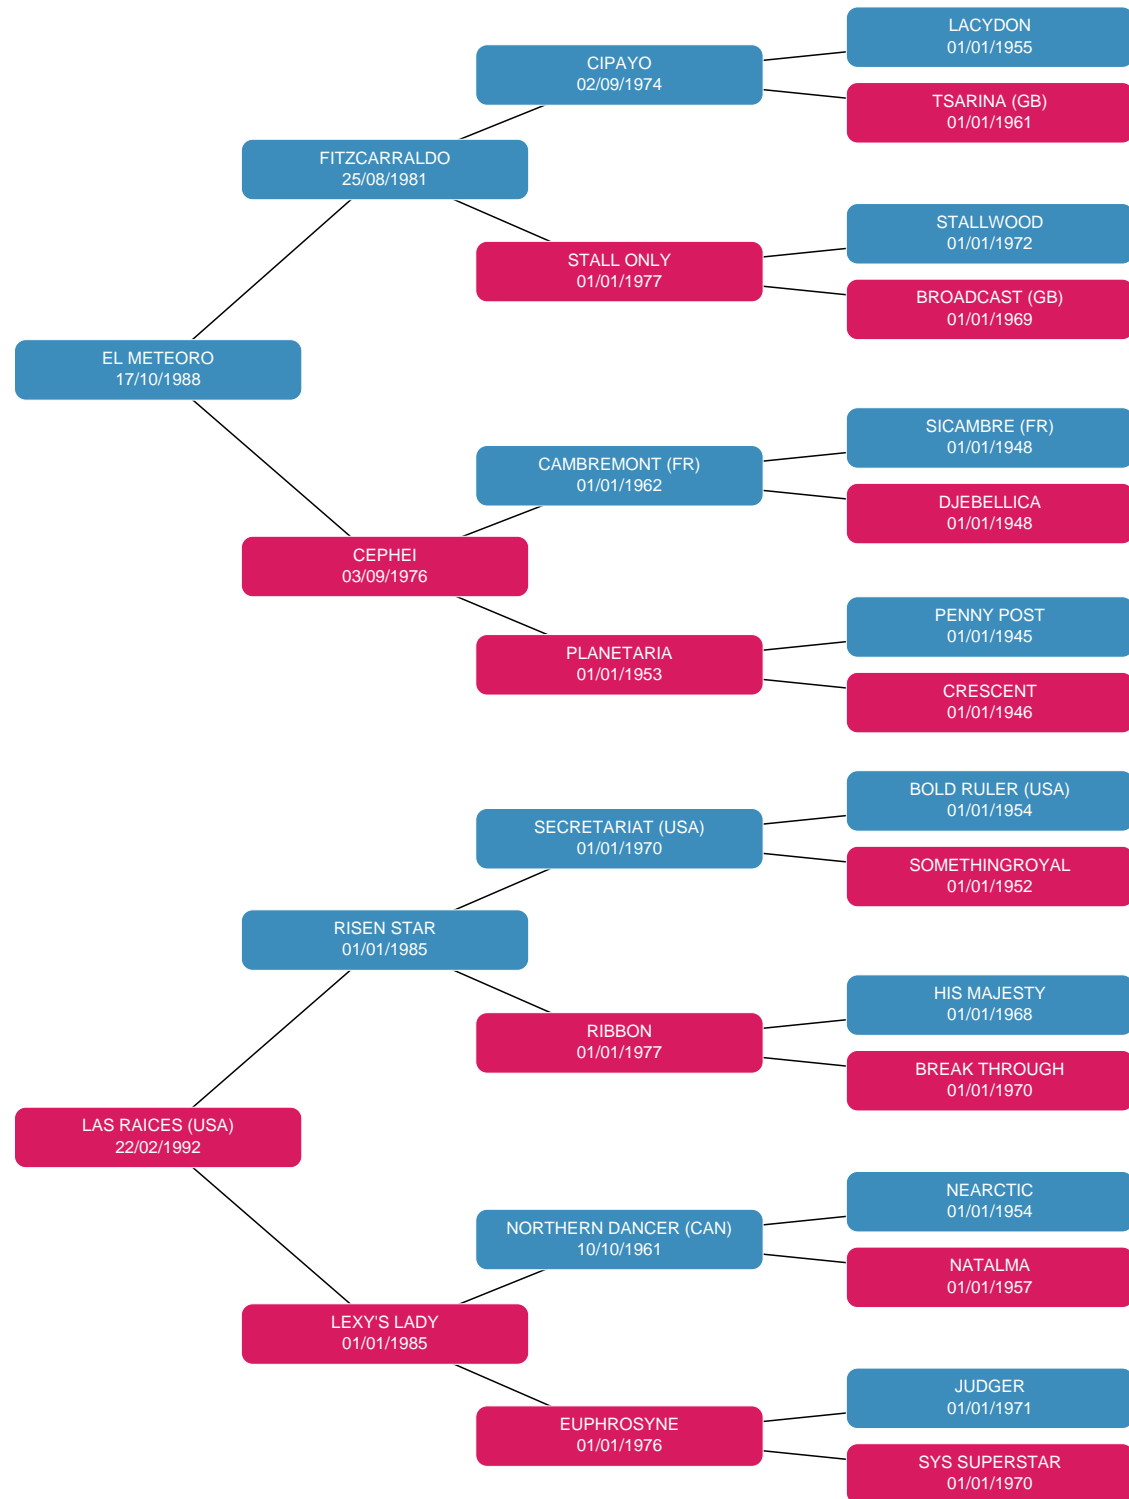 LACYDON
01/01/1955
CIPAYO
02/09/1974
TSARINA (GB)
01/01/1961
FITZCARRALDO
25/08/1981
STALLWOOD
01/01/1972
STALL ONLY
01/01/1977
BROADCAST (GB)
01/01/1969
EL METEORO
17/10/1988
SICAMBRE (FR)
01/01/1948
CAMBREMONT (FR)
01/01/1962
DJEBELLICA
01/01/1948
CEPHEI
03/09/1976
PENNY POST
01/01/1945
PLANETARIA
01/01/1953
CRESCENT
01/01/1946
BOLD RULER (USA)
01/01/1954
SECRETARIAT (USA)
01/01/1970
SOMETHINGROYAL
01/01/1952
RISEN STAR
01/01/1985
HIS MAJESTY
01/01/1968
RIBBON
01/01/1977
BREAK THROUGH
01/01/1970
LAS RAICES (USA)
22/02/1992
NEARCTIC
01/01/1954
NORTHERN DANCER (CAN)
10/10/1961
NATALMA
01/01/1957
LEXY'S LADY
01/01/1985
JUDGER
01/01/1971
EUPHROSYNE
01/01/1976
SYS SUPERSTAR
01/01/1970